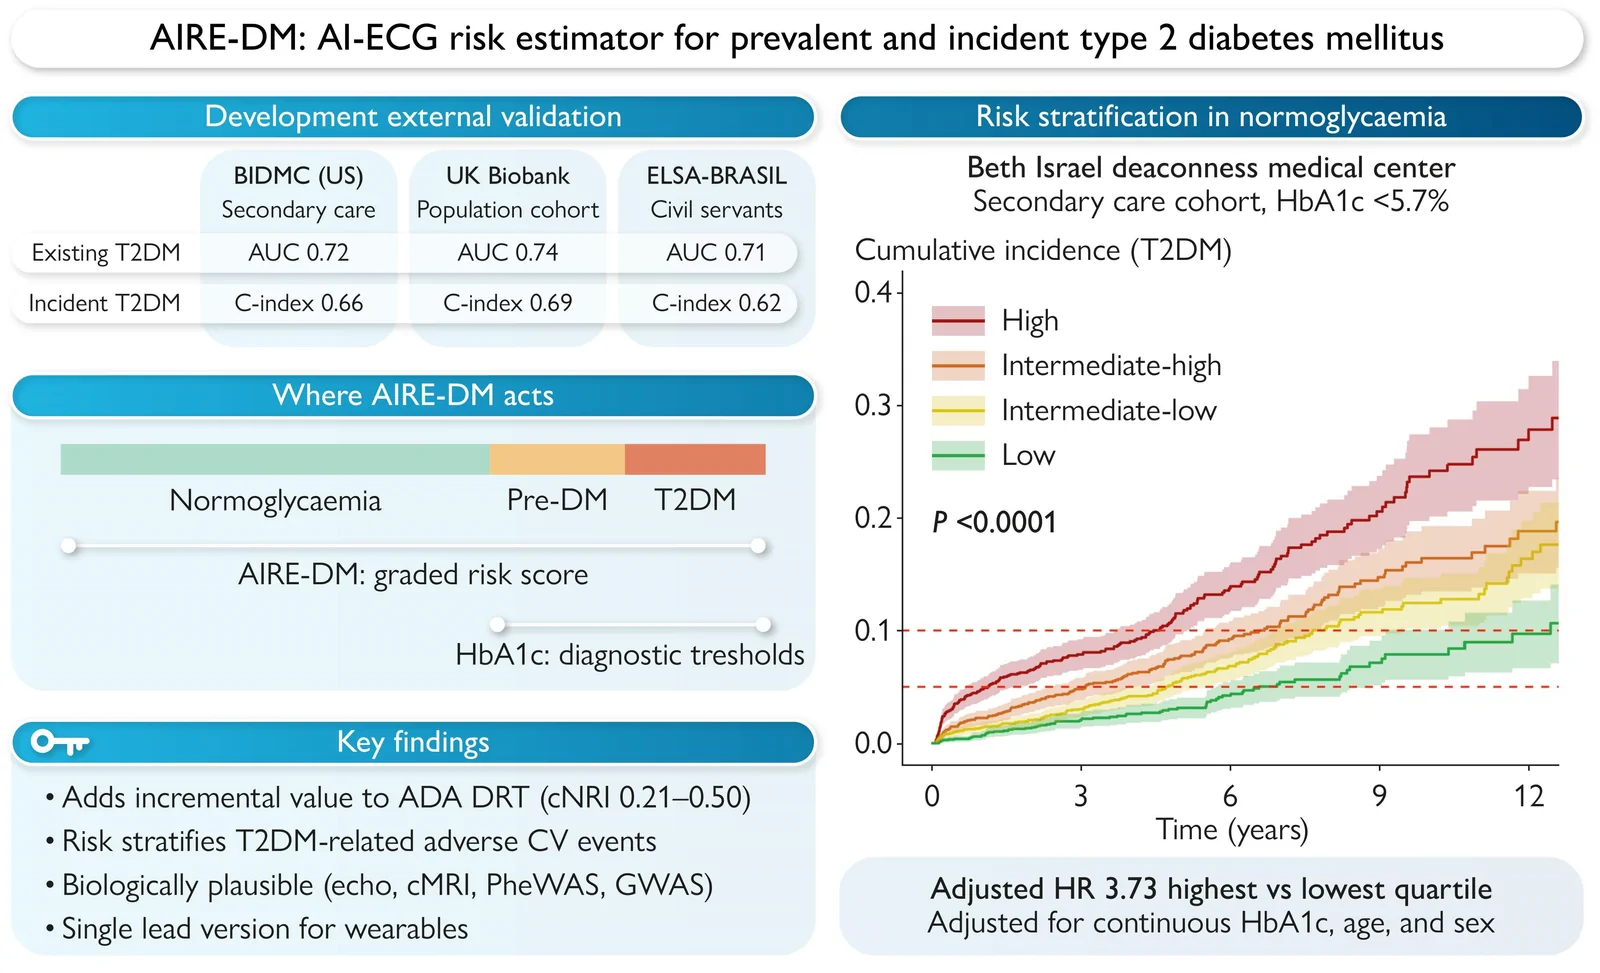 AIRE-DM: AI-ECG risk estimator for prevalent and incident type 2 diabetes mellitus
Development external validation
BIDMC (US)
Secondary care
UK Biobank
Population cohort
ELSA-BRASIL
Civil servants
Existing T2DM
AUC 0.72
AUC 0.74
AUC 0.71
Incident T2DM
C-index 0.66
C-index 0.69
C-index 0.62
Where AIRE-DM acts
Normoglycaemia
Pre-DM
T2DM
AIRE-DM: graded risk score
HbA1c: diagnostic tresholds
Key findings
• Adds incremental value to ADA DRT (cNRI 0.21–0.50)
• Risk stratifies T2DM-related adverse CV events
• Biologically plausible (echo, cMRI, PheWAS, GWAS)
• Single lead version for wearables
Risk stratification in normoglycaemia
Beth Israel deaconness medical center
Secondary care cohort, HbA1c <5.7%
Cumulative incidence (T2DM)
0.4
0.3
0.2
0.1
0.0
High
Intermediate-high
Intermediate-low
Low
P <0.0001
0
3
6
9
12
Time (years)
Adjusted HR 3.73 highest vs lowest quartile
Adjusted for continuous HbA1c, age, and sex